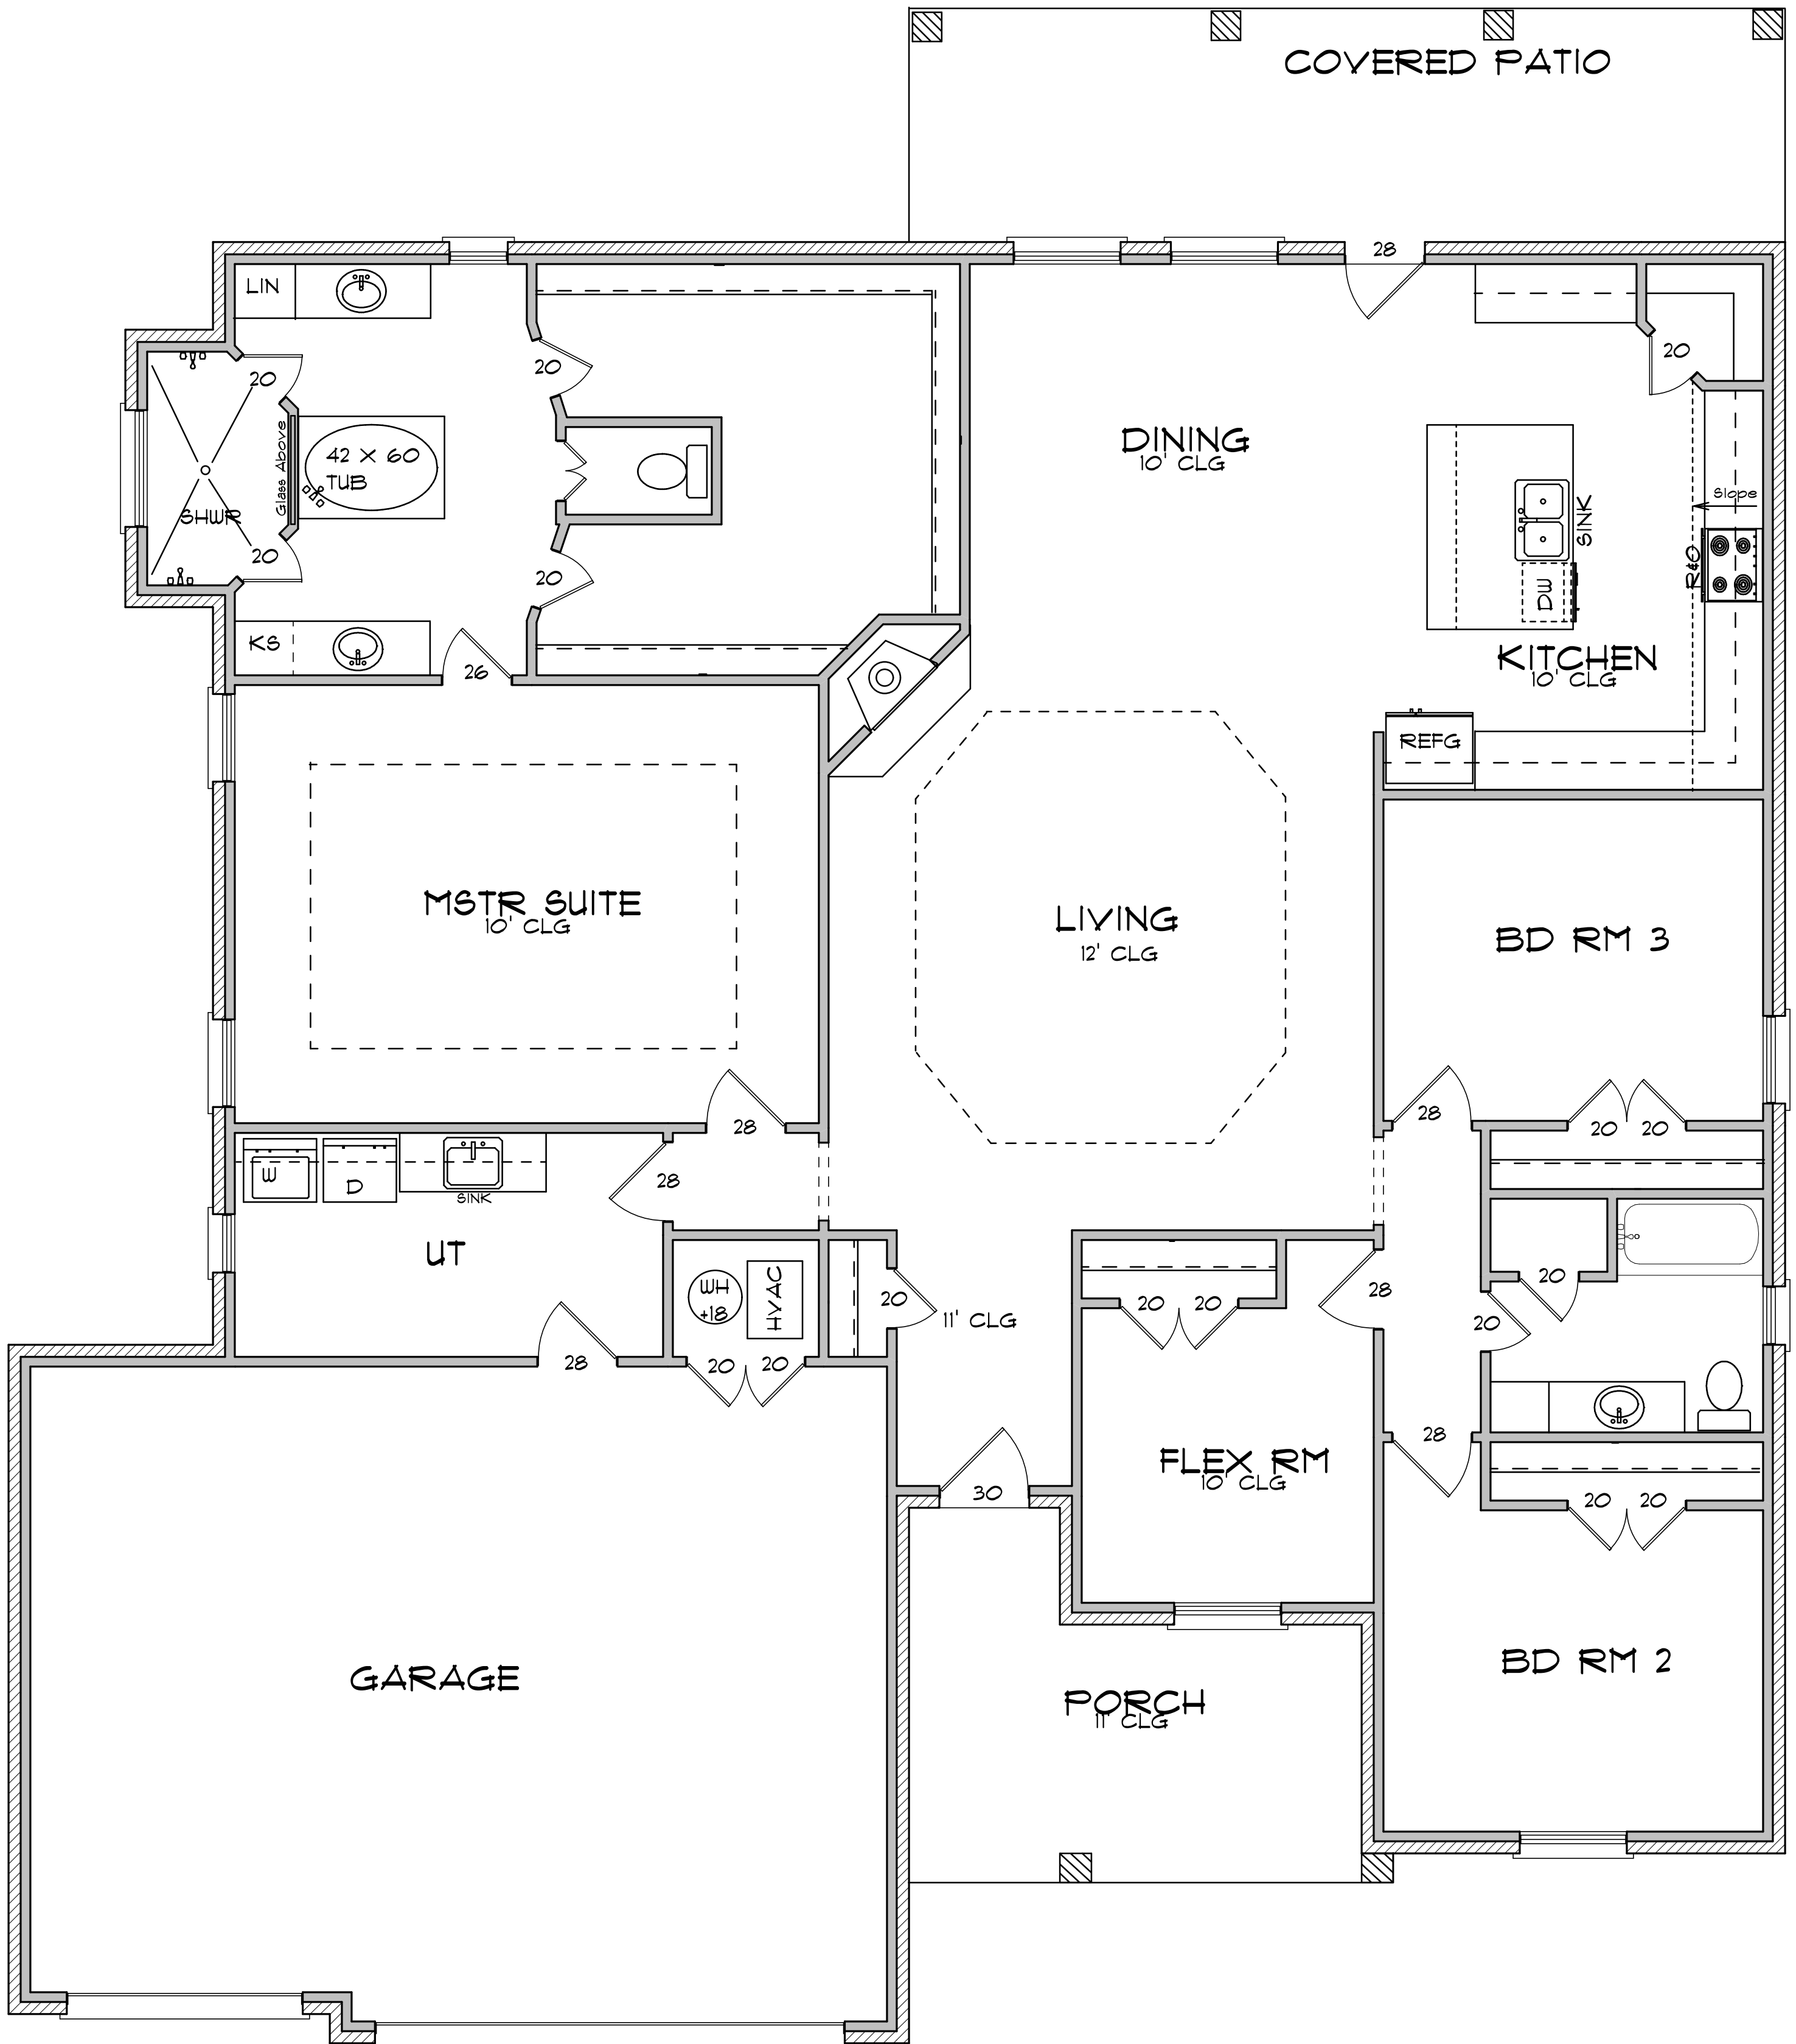 COVERED PATIO
28
LIN
20
20
20
Glass Above
42 X 60
TUB
DINING
10' CLG
Slope
SHWR
SINK
20
20
R&O
DW
KS
26
KITCHEN
10' CLG
REFG
MSTR SUITE
10' CLG
LIVING
12' CLG
BD RM 3
28
28
20 20
W
D
SINK
28
UT
WH
+18
HVAC
20
11' CLG
20 20
28
20
20
28
20 20
28
FLEX RM
10' CLG
30
20 20
GARAGE
PORCH
11' CLG
BD RM 2